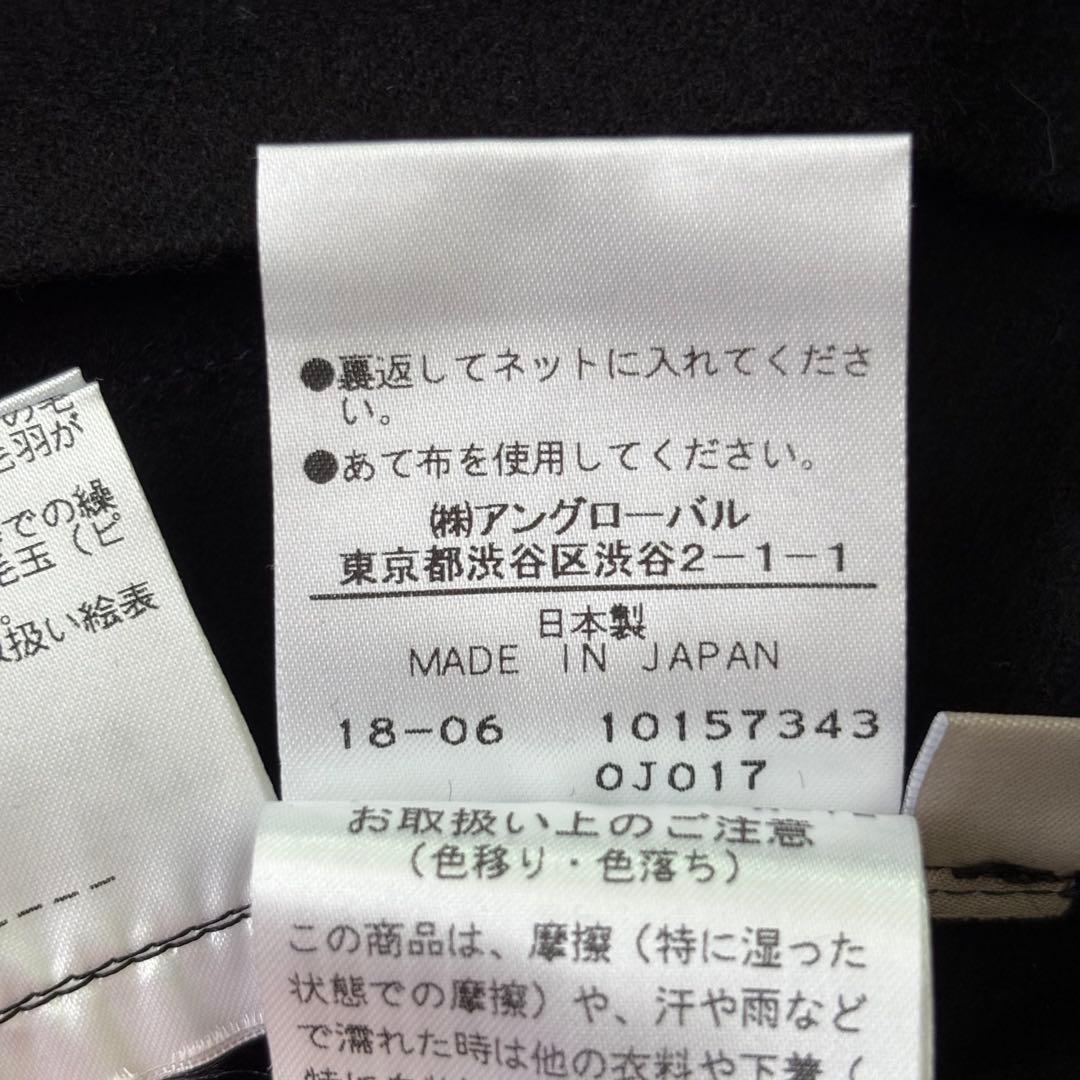 ●裏返してネットに入れてくださ
い。
●あて布を使用してください。
㈱アングローバル
東京都渋谷区渋谷2-1-1
日本製
MADE IN JAPAN
18-06 10157343
0J017
毛羽が
での繰
毛玉（ピ
扱い絵表
お取扱い上のご注意
（色移り・色落ち）
この商品は、摩擦（特に湿った
状態での摩擦）や、汗や雨など
で濡れた時は他の衣料や下着（